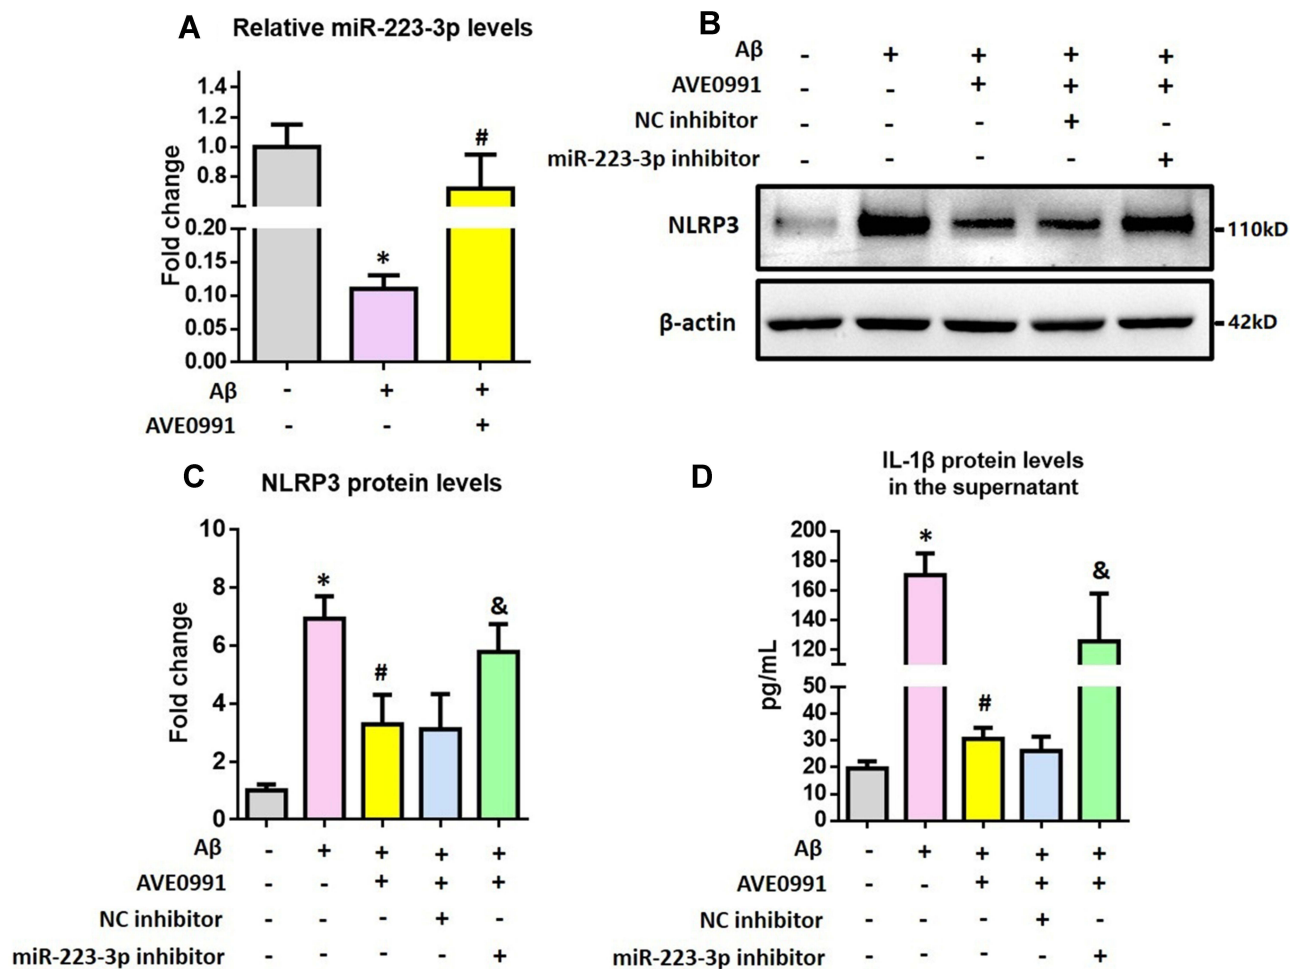 A Relative miR-223-3p levels
Fold change
1.4
1.2
1.0
0.8
0.20
0.15
0.10
0.05
0.00
*
#
Aβ - + +
AVE0991 - - +
B
Aβ - + + + +
AVE0991 - - + + +
NC inhibitor - - - + -
miR-223-3p inhibitor - - - - +
NLRP3 110kD
β-actin 42kD
C NLRP3 protein levels
Fold change
10
8
6
4
2
0
*
#
&
Aβ - + + + +
AVE0991 - - + + +
NC inhibitor - - - + -
miR-223-3p inhibitor - - - - +
D
IL-1β protein levels
in the supernatant
pg/mL
200
180
160
140
120
50
40
30
20
10
0
*
#
&
Aβ - + + + +
AVE0991 - - + + +
NC inhibitor - - - + -
miR-223-3p inhibitor - - - - +